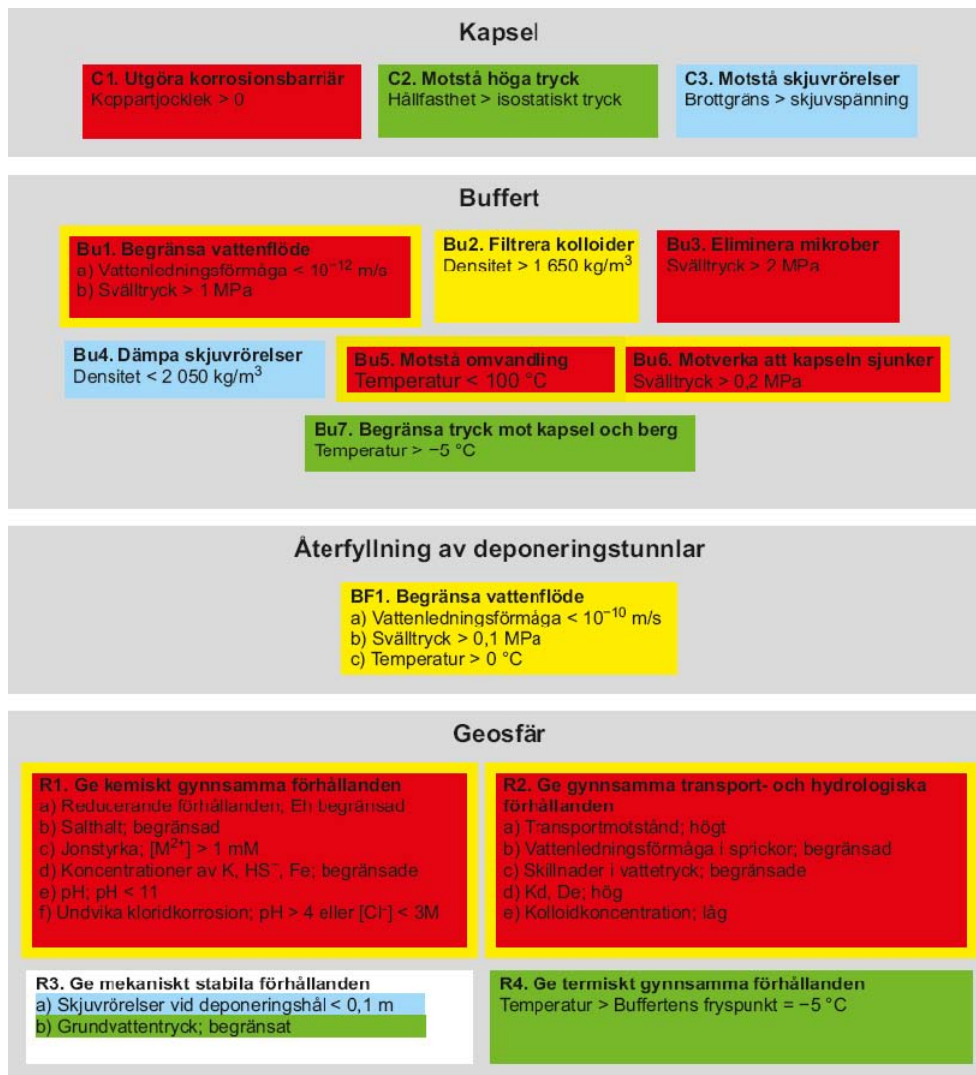 Kapsel
C1. Utgöra korrosionsbarriär
Koppartjocklek > 0
C2. Motstå höga tryck
Hållfasthet > isostatiskt tryck
C3. Motstå skjuvrörelser
Brottgräns > skjuvspänning
Buffert
Bu1. Begränsa vattenflöde
a) Vattenledningsförmåga < 10⁻¹² m/s
b) Svälltryck > 1 MPa
Bu2. Filtrera kolloider
Densitet > 1 650 kg/m³
Bu3. Eliminera mikrober
Svälltryck > 2 MPa
Bu4. Dämpa skjuvrörelser
Densitet < 2 050 kg/m³
Bu5. Motstå omvandling
Temperatur < 100 °C
Bu6. Motverka att kapseln sjunker
Svälltryck > 0,2 MPa
Bu7. Begränsa tryck mot kapsel och berg
Temperatur > −5 °C
Återfyllning av deponeringstunnlar
BF1. Begränsa vattenflöde
a) Vattenledningsförmåga < 10⁻¹⁰ m/s
b) Svälltryck > 0,1 MPa
c) Temperatur > 0 °C
Geosfär
R1. Ge kemiskt gynnsamma förhållanden
a) Reducerande förhållanden; Eh begränsad
b) Salthalt; begränsad
c) Jonstyrka; [M²⁺] > 1 mM
d) Koncentrationer av K, HS⁻, Fe; begränsade
e) pH; pH < 11
f) Undvika kloridkorrosion; pH > 4 eller [Cl⁻] < 3M
R2. Ge gynnsamma transport- och hydrologiska
förhållanden
a) Transportmotstånd; högt
b) Vattenledningsförmåga i sprickor; begränsad
c) Skillnader i vattetryck; begränsade
d) Kd, De; hög
e) Kolloidkoncentration; låg
R3. Ge mekaniskt stabila förhållanden
a) Skjuvrörelser vid deponeringshål < 0,1 m
b) Grundvattentryck; begränsat
R4. Ge termiskt gynnsamma förhållanden
Temperatur > Buffertens fryspunkt = −5 °C